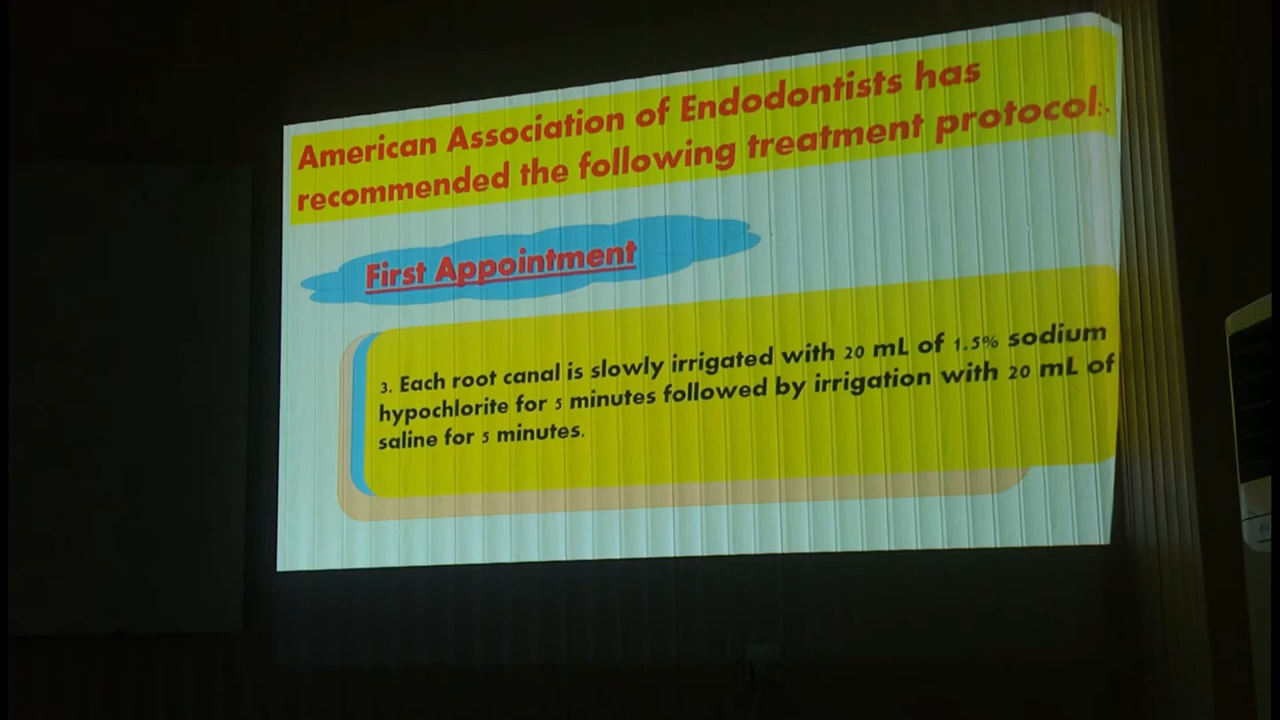 American Association of Endodontists has
recommended the following treatment protocol:.
First Appointment
3. Each root canal is slowly irrigated with 20 mL of 1.5% sodium
hypochlorite for 5 minutes followed by irrigation with 20 mL of
saline for 5 minutes.